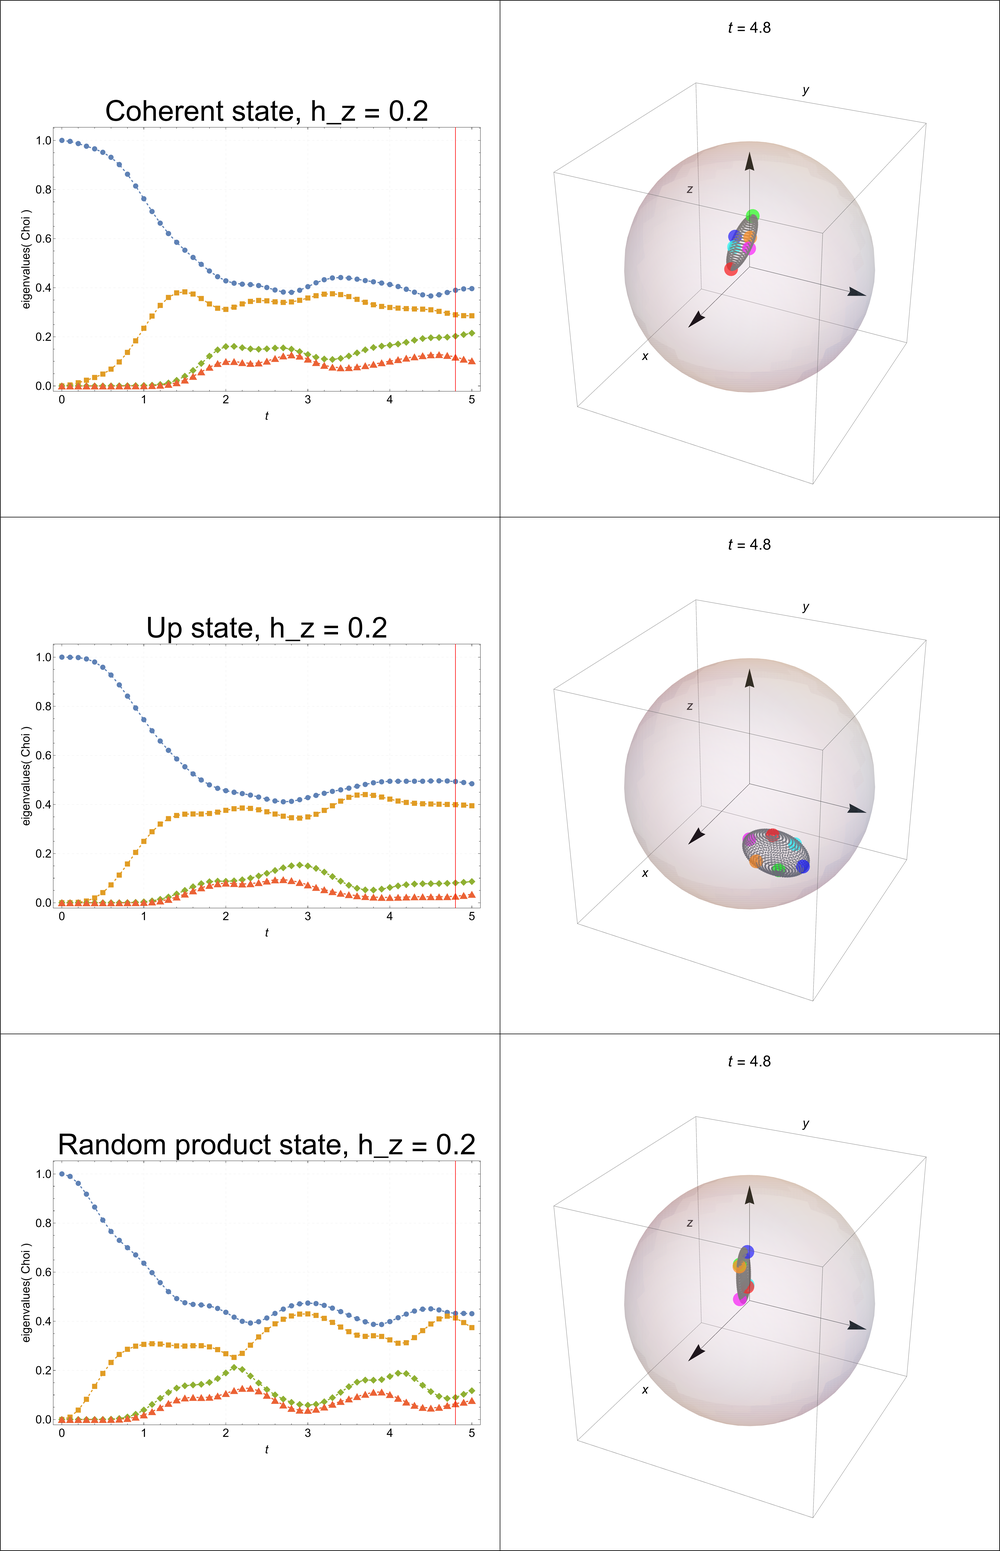 t = 4.8
Coherent state, h_z = 0.2
eigenvalues( Choi )
1.0
0.8
0.6
0.4
0.2
0.0
0 1 2 3 4 5
t
y
z
x
t = 4.8
Up state, h_z = 0.2
eigenvalues( Choi )
1.0
0.8
0.6
0.4
0.2
0.0
0 1 2 3 4 5
t
y
z
x
t = 4.8
Random product state, h_z = 0.2
eigenvalues( Choi )
1.0
0.8
0.6
0.4
0.2
0.0
0 1 2 3 4 5
t
y
z
x